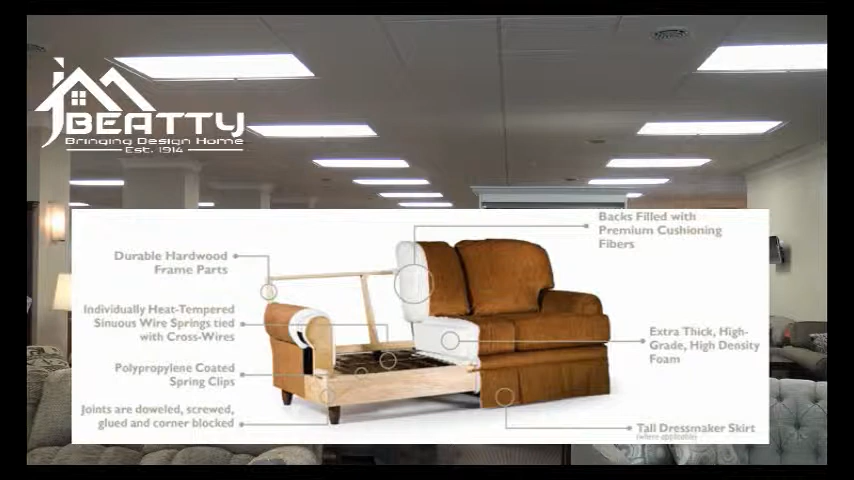 BEATTY
Bringing Design Home
Est. 1914
Backs Filled with
Premium Cushioning
Fibers
Durable Hardwood
Frame Parts
Individually Heat-Tempered
Sinuous Wire Springs tied
with Cross-Wires
Extra Thick, High-
Grade, High Density
Foam
Polypropylene Coated
Spring Clips
Joints are doweled, screwed,
glued and corner blocked
Tall Dressmaker Skirt
(where applicable)